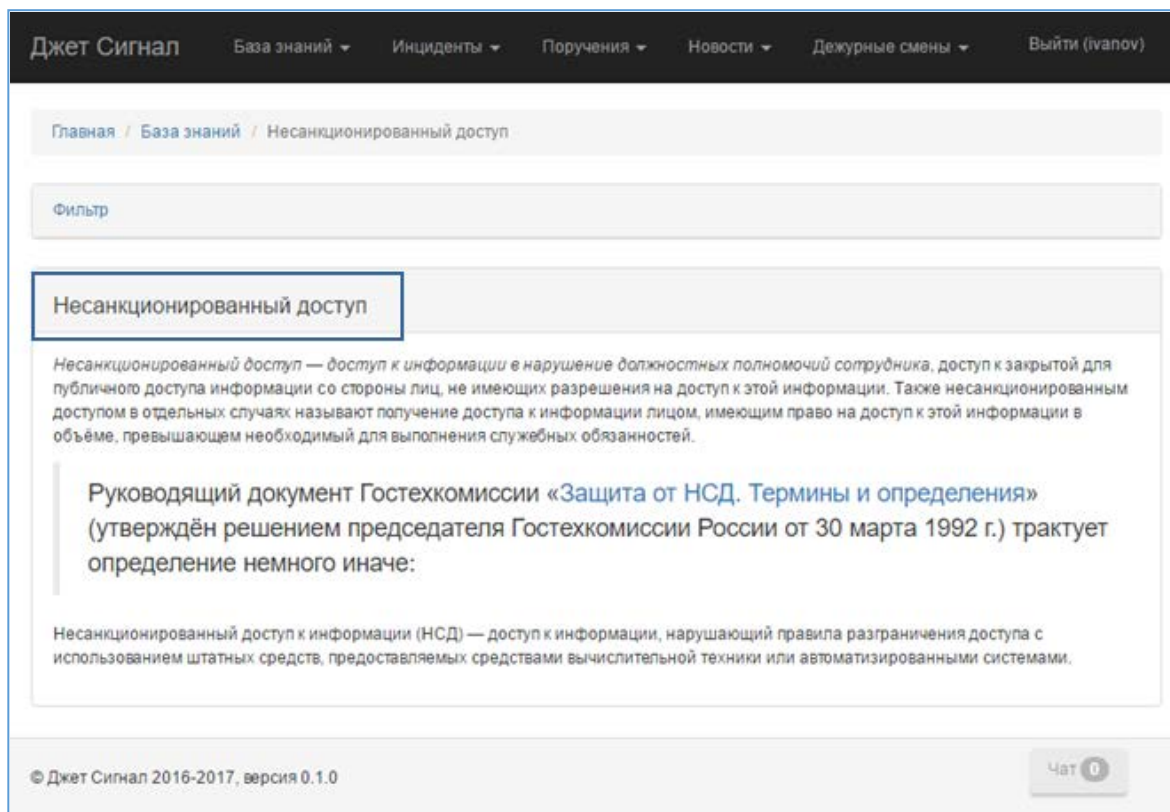 Джет Сигнал База знаний Инциденты Поручения Новости Дежурные смены Выйти (ivanov)
Главная / База знаний / Несанкционированный доступ
Фильтр
Несанкционированный доступ
Несанкционированный доступ — доступ к информации в нарушение должностных полномочий сотрудника, доступ к закрытой для
публичного доступа информации со стороны лиц, не имеющих разрешения на доступ к этой информации. Также несанкционированным
доступом в отдельных случаях называют получение доступа к информации лицом, имеющим право на доступ к этой информации в
объёме, превышающем необходимый для выполнения служебных обязанностей.
Руководящий документ Гостехкомиссии «Защита от НСД. Термины и определения»
(утверждён решением председателя Гостехкомиссии России от 30 марта 1992 г.) трактует
определение немного иначе:
Несанкционированный доступ к информации (НСД) — доступ к информации, нарушающий правила разграничения доступа с
использованием штатных средств, предоставляемых средствами вычислительной техники или автоматизированными системами.
© Джет Сигнал 2016-2017, версия 0.1.0 Чат 0